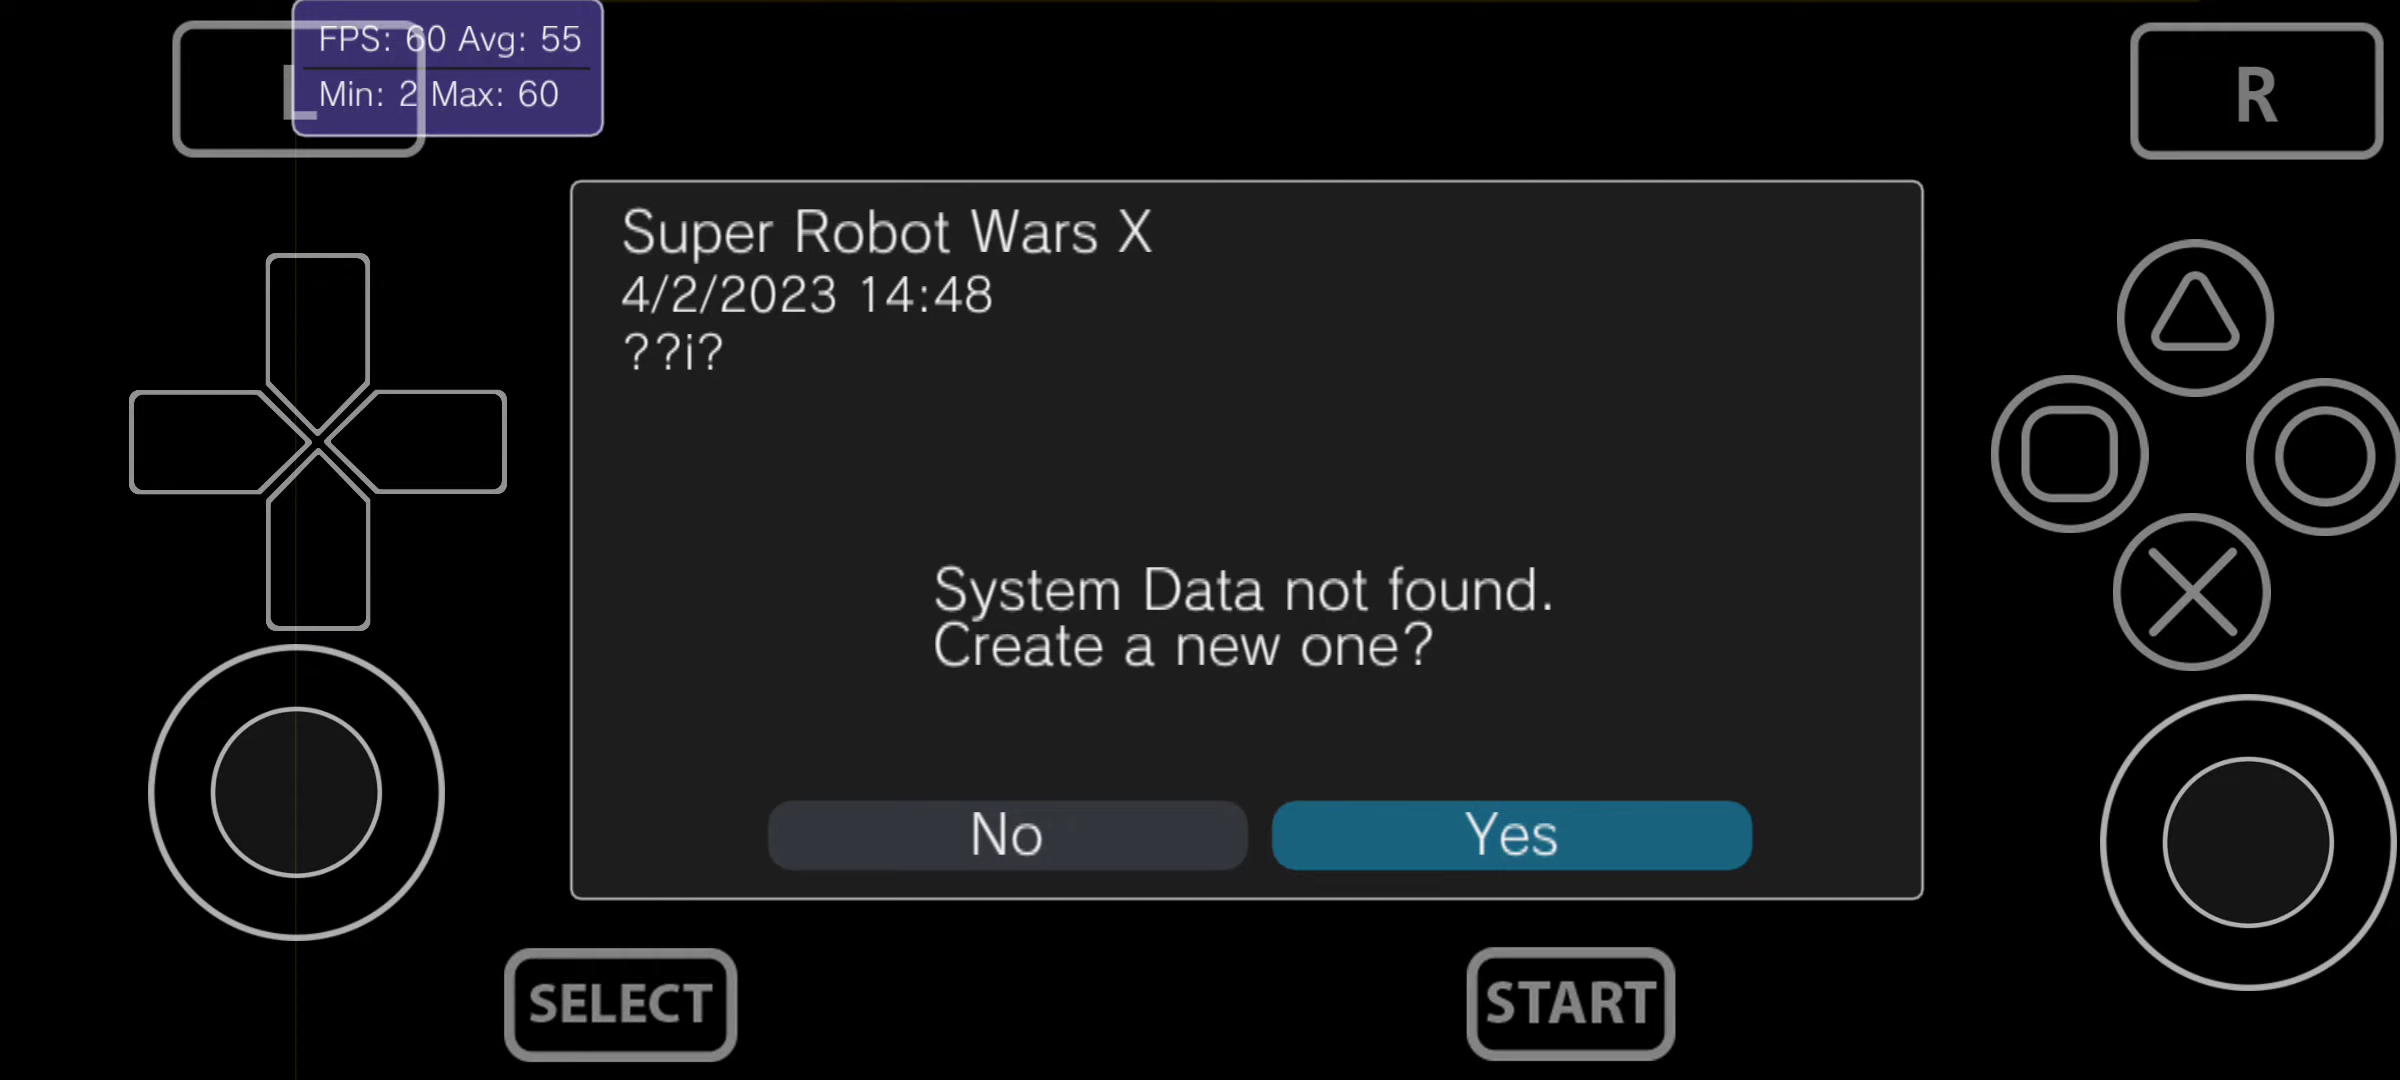 FPS: 60 Avg: 55
Min: 2 Max: 60
L
R
Super Robot Wars X
4/2/2023 14:48
??i?
System Data not found.
Create a new one?
No Yes
SELECT START